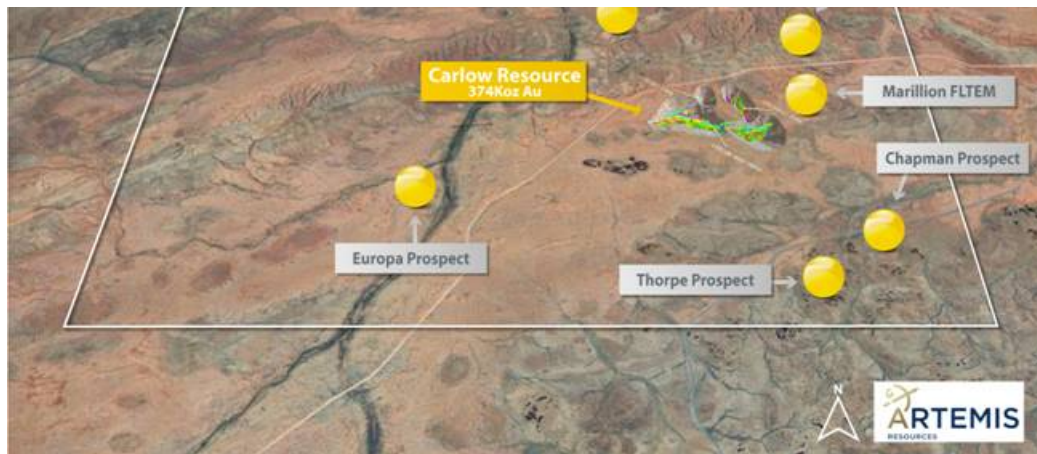 Carlow Resource
374Koz Au
Marillion FLTEM
Chapman Prospect
Europa Prospect
Thorpe Prospect
N
ARTEMIS
RESOURCES